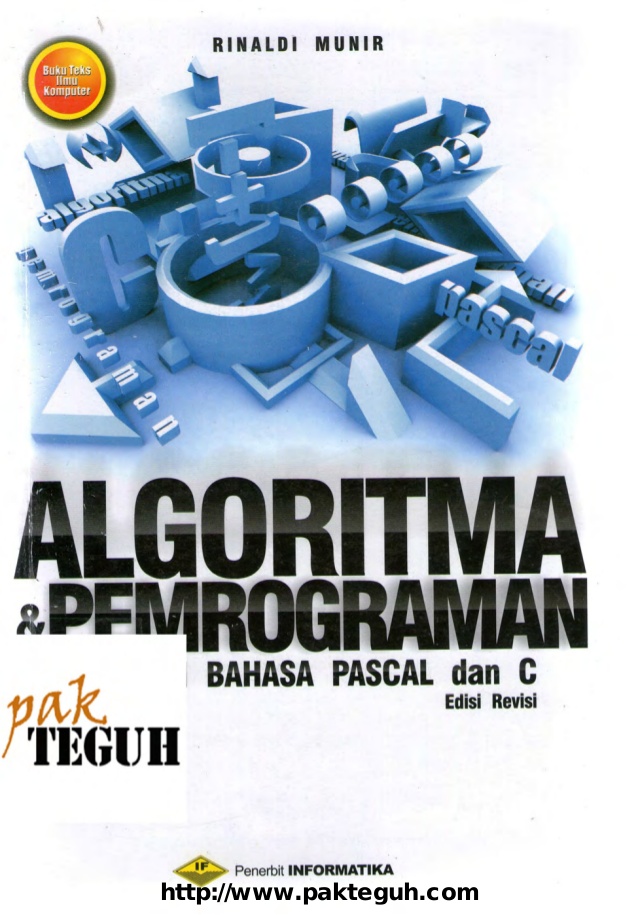 RINALDI MUNIR
Buku Teks
Ilmu
Komputer
algoritma
C
pemrograman
pascal
ALGORITMA
& PEMROGRAMAN
BAHASA PASCAL dan C
Edisi Revisi
pak
TEGUH
IF Penerbit INFORMATIKA
http://www.pakteguh.com